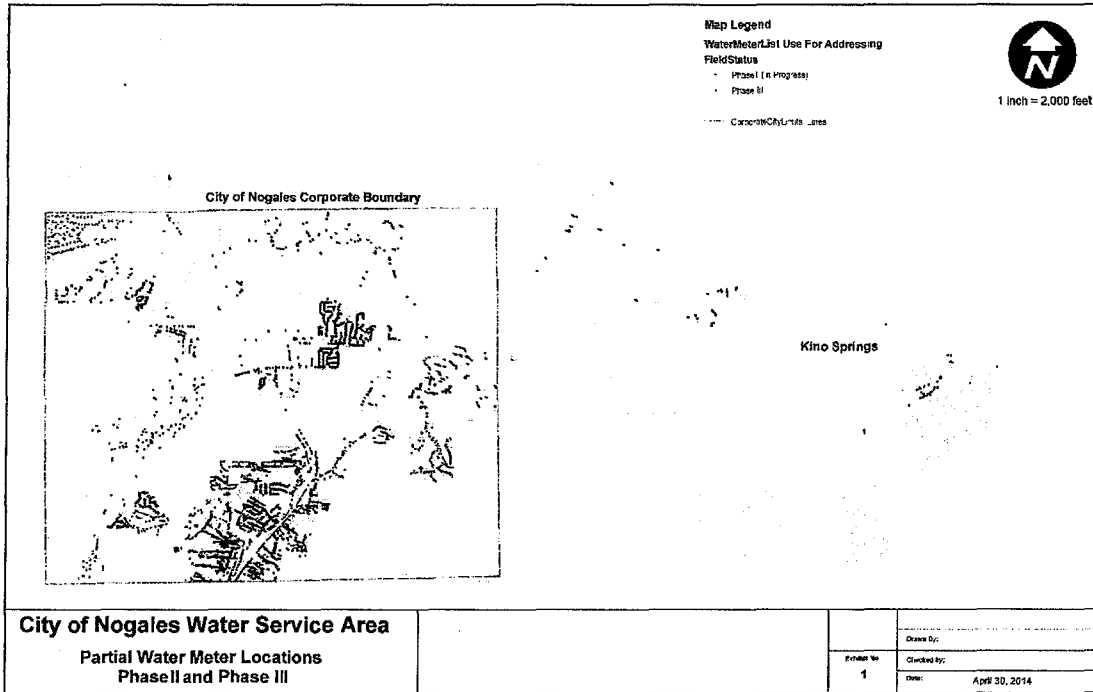 Map Legend
WaterMeterList Use For Addressing
FieldStatus
Phase I (In Progress)
Phase III
CorporateCityLimits Lines
N
1 inch = 2,000 feet
City of Nogales Corporate Boundary
Kino Springs
1
City of Nogales Water Service Area
Partial Water Meter Locations
PhaseII and Phase III
Exhibit No
1
Drawn By:
Checked by:
Date: April 30, 2014